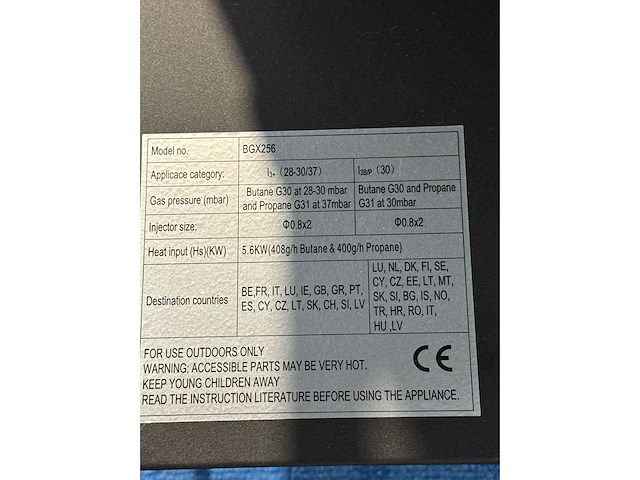 Model no. BGX256
Applicace category: I3+ (28-30/37) I3B/P (30)
Gas pressure (mbar) Butane G30 at 28-30 mbar and Propane G31 at 37mbar Butane G30 and Propane G31 at 30mbar
Injector size: Φ0.8x2 Φ0.8x2
Heat input (Hs)(KW) 5.6KW(408g/h Butane & 400g/h Propane)
Destination countries
BE,FR, IT, LU, IE, GB, GR, PT,
ES, CY, CZ, LT, SK, CH, SI, LV
LU, NL, DK, FI, SE,
CY, CZ, EE, LT, MT,
SK, SI, BG, IS, NO,
TR, HR, RO, IT,
HU ,LV
FOR USE OUTDOORS ONLY
WARNING: ACCESSIBLE PARTS MAY BE VERY HOT.
KEEP YOUNG CHILDREN AWAY
READ THE INSTRUCTION LITERATURE BEFORE USING THE APPLIANCE.
CE